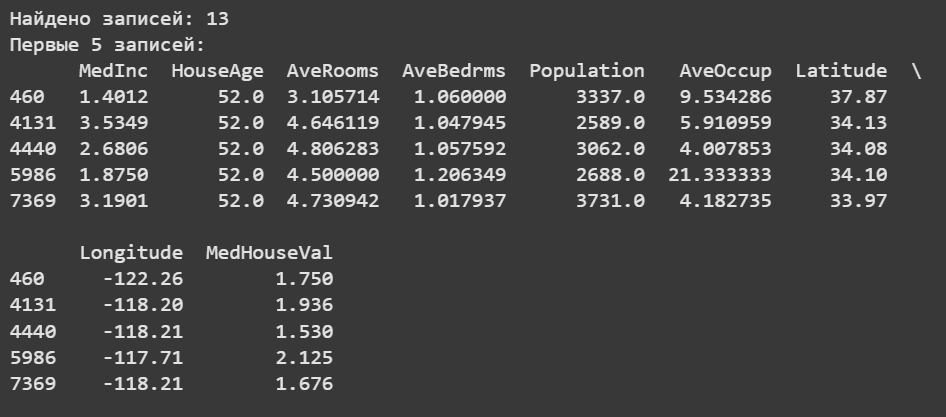 Найдено записей: 13
Первые 5 записей:
MedInc HouseAge AveRooms AveBedrms Population AveOccup Latitude \
460 1.4012 52.0 3.105714 1.060000 3337.0 9.534286 37.87
4131 3.5349 52.0 4.646119 1.047945 2589.0 5.910959 34.13
4440 2.6806 52.0 4.806283 1.057592 3062.0 4.007853 34.08
5986 1.8750 52.0 4.500000 1.206349 2688.0 21.333333 34.10
7369 3.1901 52.0 4.730942 1.017937 3731.0 4.182735 33.97
Longitude MedHouseVal
460 -122.26 1.750
4131 -118.20 1.936
4440 -118.21 1.530
5986 -117.71 2.125
7369 -118.21 1.676